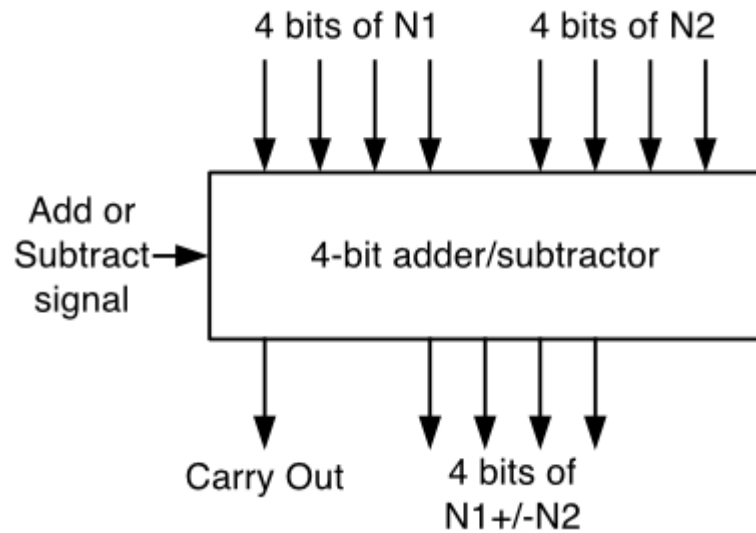 4 bits of N1
4 bits of N2
Add or
Subtract
signal
4-bit adder/subtractor
Carry Out
4 bits of
N1+/-N2